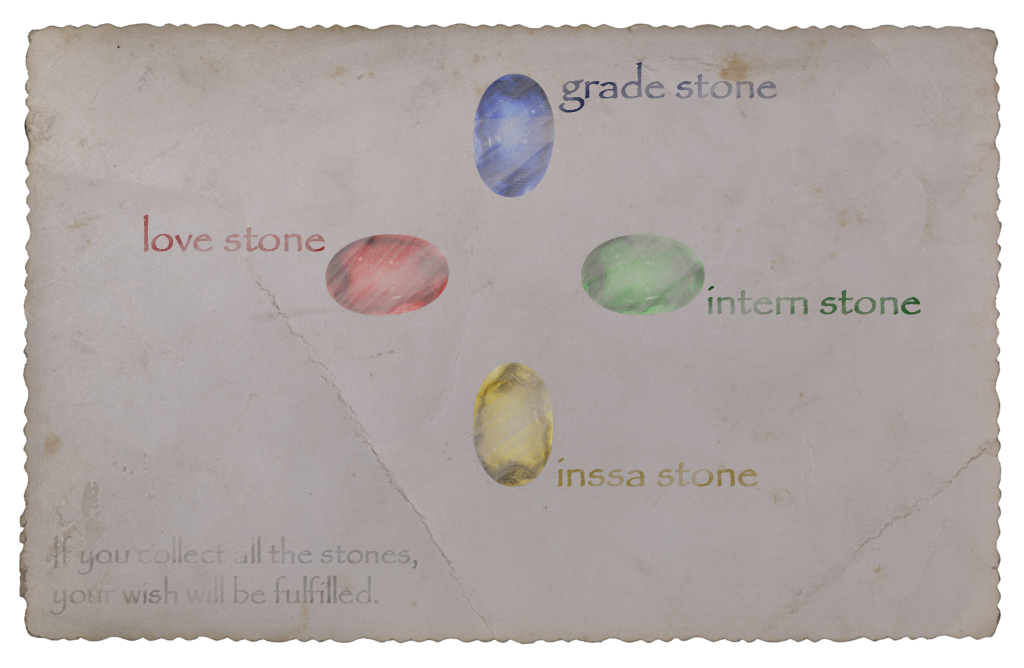 grade stone
love stone
intern stone
inssa stone
If you collect all the stones,
your wish will be fulfilled.